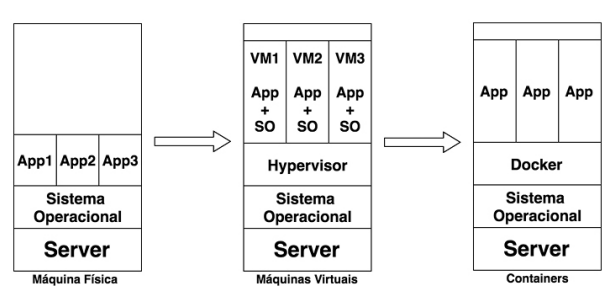 App1 App2 App3
Sistema
Operacional
Server
Máquina Física
VM1 VM2 VM3
App App App
+ + +
SO SO SO
Hypervisor
Sistema
Operacional
Server
Máquinas Virtuais
App App App
Docker
Sistema
Operacional
Server
Containers